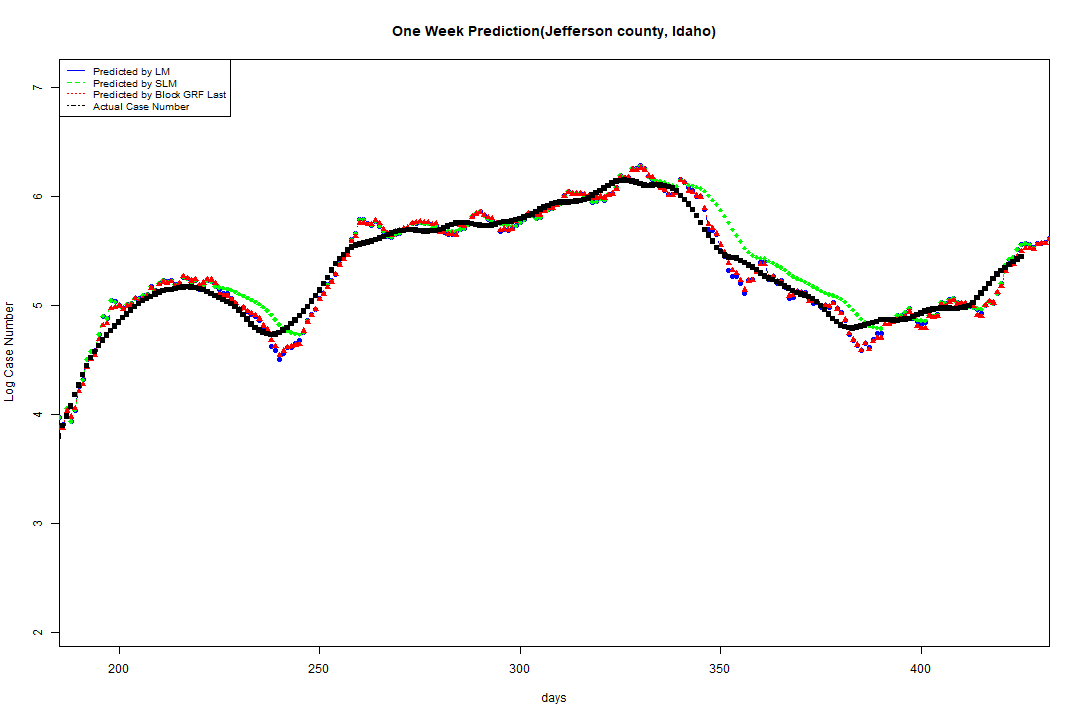 One Week Prediction(Jefferson county, Idaho)
Predicted by LM
Predicted by SLM
Predicted by Block GRF Last
Actual Case Number
7
6
5
4
3
2
Log Case Number
200 250 300 350 400
days